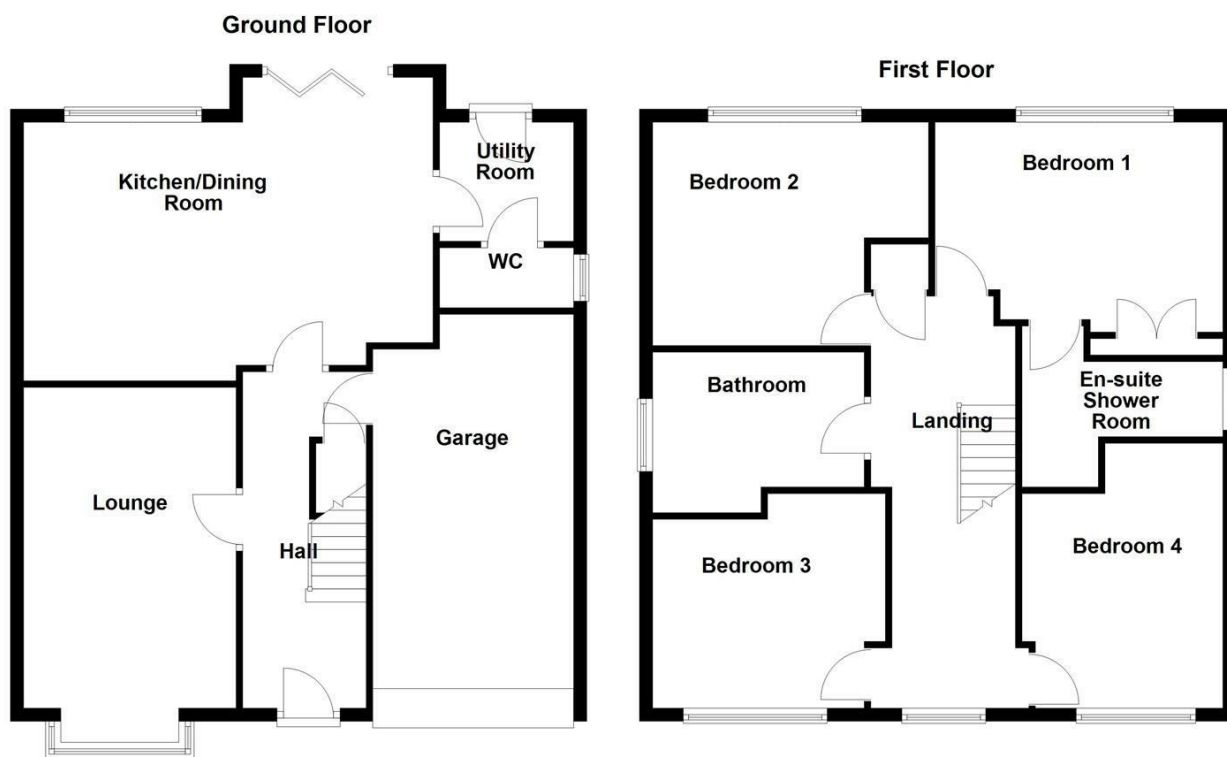 Ground Floor
Kitchen/Dining
Room
Utility
Room
WC
Garage
Lounge
Hall
First Floor
Bedroom 2
Bedroom 1
Bathroom
Landing
En-suite
Shower
Room
Bedroom 3
Bedroom 4